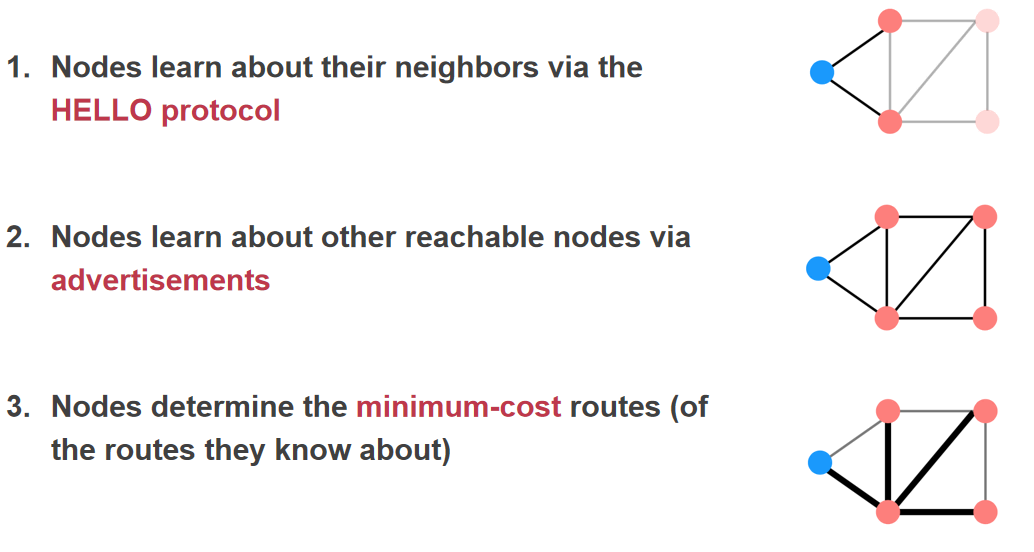 1. Nodes learn about their neighbors via the
HELLO protocol
2. Nodes learn about other reachable nodes via
advertisements
3. Nodes determine the minimum-cost routes (of
the routes they know about)